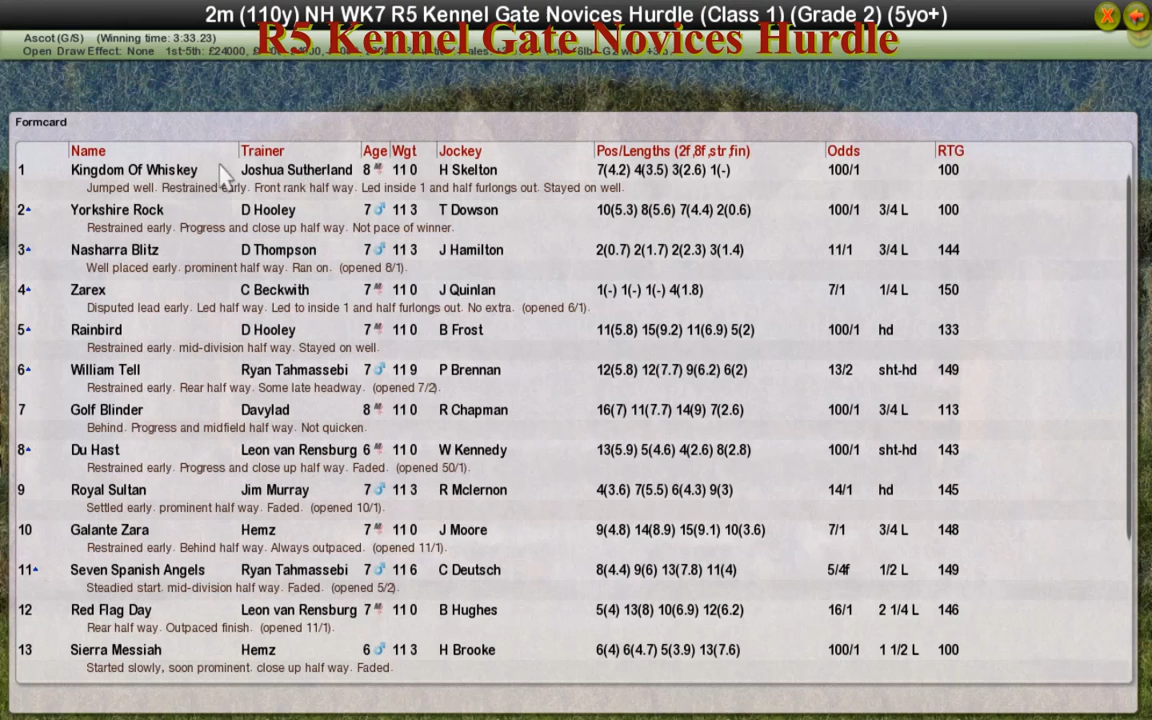 2m (110y) NH WK7 R5 Kennel Gate Novices Hurdle (Class 1) (Grade 2) (5yo+)
R5 Kennel Gate Novices Hurdle
Ascot (G/S) (Winning time: 3:33.23)
Open Draw Effect: None 1st-5th: £24000,
Formcard
Name Trainer Age Wgt Jockey Pos/Lengths (2f,8f,str,fin) Odds RTG
1 Kingdom Of Whiskey Joshua Sutherland 8 11 0 H Skelton 7(4.2) 4(3.5) 3(2.6) 1(-) 100/1 100
Jumped well. Restrained early. Front rank half way. Led inside 1 and half furlongs out. Stayed on well.
2 Yorkshire Rock D Hooley 7 11 3 T Dowson 10(5.3) 8(5.6) 7(4.4) 2(0.6) 100/1 3/4 L 100
Restrained early. Progress and close up half way. Not pace of winner.
3 Nasharra Blitz D Thompson 7 11 3 J Hamilton 2(0.7) 2(1.7) 2(2.3) 3(1.4) 11/1 3/4 L 144
Well placed early. prominent half way. Ran on. (opened 8/1).
4 Zarex C Beckwith 7 11 0 J Quinlan 1(-) 1(-) 1(-) 4(1.8) 7/1 1/4 L 150
Disputed lead early. Led half way. Led to inside 1 and half furlongs out. No extra. (opened 6/1).
5 Rainbird D Hooley 7 11 0 B Frost 11(5.8) 15(9.2) 11(6.9) 5(2) 100/1 hd 133
Restrained early. mid-division half way. Stayed on well.
6 William Tell Ryan Tahmassebi 7 11 9 P Brennan 12(5.8) 12(7.7) 9(6.2) 6(2) 13/2 sht-hd 149
Restrained early. Rear half way. Some late headway. (opened 7/2).
7 Golf Blinder Davylad 8 11 0 R Chapman 16(7) 11(7.7) 14(9) 7(2.6) 100/1 3/4 L 113
Behind. Progress and midfield half way. Not quicken.
8 Du Hast Leon van Rensburg 6 11 0 W Kennedy 13(5.9) 5(4.6) 4(2.6) 8(2.8) 100/1 sht-hd 143
Restrained early. Progress and close up half way. Faded. (opened 50/1).
9 Royal Sultan Jim Murray 7 11 3 R Mclernon 4(3.6) 7(5.5) 6(4.3) 9(3) 14/1 hd 145
Settled early. prominent half way. Faded. (opened 10/1).
10 Galante Zara Hemz 7 11 0 J Moore 9(4.8) 14(8.9) 15(9.1) 10(3.6) 7/1 3/4 L 148
Restrained early. Behind half way. Always outpaced. (opened 11/1).
11 Seven Spanish Angels Ryan Tahmassebi 7 11 6 C Deutsch 8(4.4) 9(6) 13(7.8) 11(4) 5/4f 1/2 L 149
Steadied start. mid-division half way. Faded. (opened 5/2).
12 Red Flag Day Leon van Rensburg 7 11 0 B Hughes 5(4) 13(8) 10(6.9) 12(6.2) 16/1 2 1/4 L 146
Rear half way. Outpaced finish. (opened 11/1).
13 Sierra Messiah Hemz 6 11 3 H Brooke 6(4) 6(4.7) 5(3.9) 13(7.6) 100/1 1 1/2 L 100
Started slowly, soon prominent. close up half way. Faded.